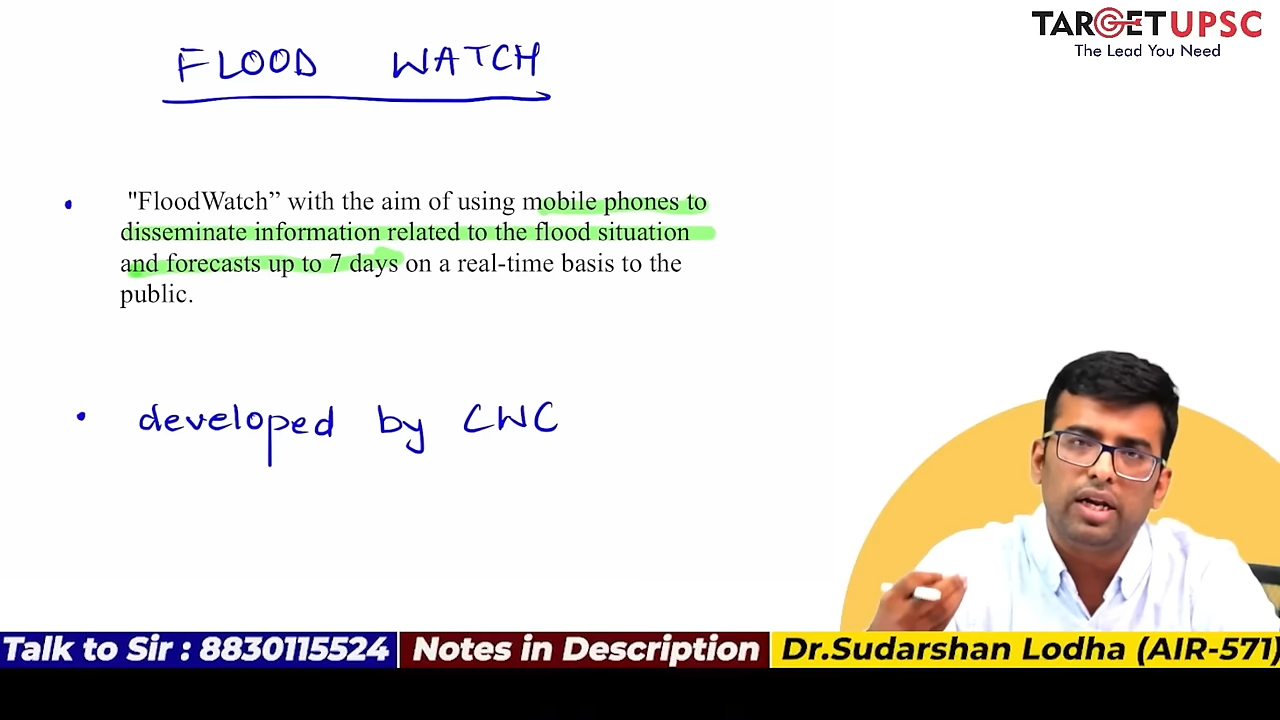 FLOOD WATCH
TARGETUPSC
The Lead You Need
• "FloodWatch” with the aim of using mobile phones to
disseminate information related to the flood situation
and forecasts up to 7 days on a real-time basis to the
public.
• developed by CWC
Talk to Sir : 8830115524
Notes in Description
Dr.Sudarshan Lodha (AIR-571)